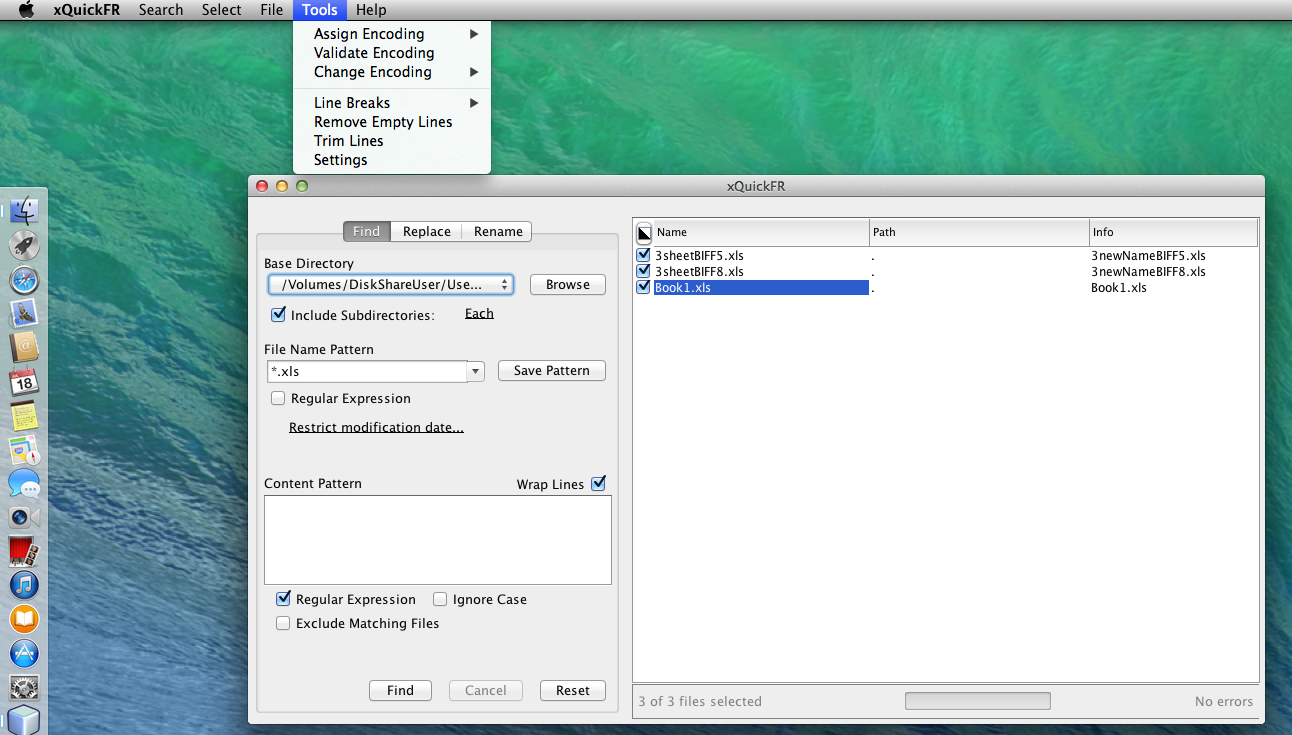 xQuickFR Search Select File Tools Help
Assign Encoding
Validate Encoding
Change Encoding
Line Breaks
Remove Empty Lines
Trim Lines
Settings
xQuickFR
Find Replace Rename
Base Directory
/Volumes/DiskShareUser/Use... Browse
Include Subdirectories: Each
File Name Pattern
*.xls Save Pattern
Regular Expression
Restrict modification date...
Content Pattern Wrap Lines
Regular Expression Ignore Case
Exclude Matching Files
Find Cancel Reset
Name Path Info
3sheetBIFF5.xls . 3newNameBIFF5.xls
3sheetBIFF8.xls . 3newNameBIFF8.xls
Book1.xls . Book1.xls
3 of 3 files selected No errors
18